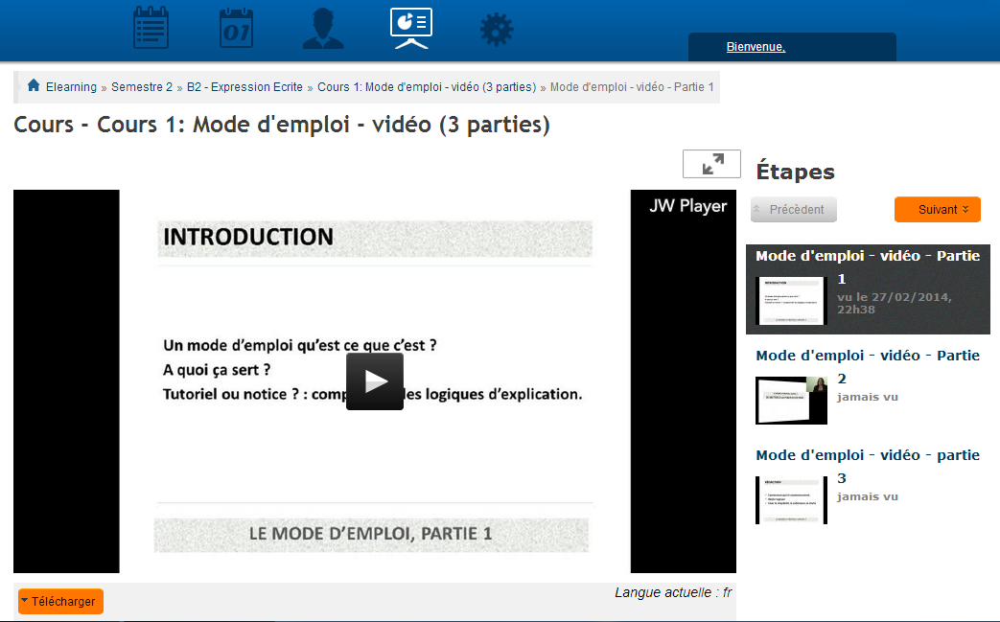 01
Bienvenue,
Elearning » Semestre 2 » B2 - Expression Ecrite » Cours 1: Mode d'emploi - vidéo (3 parties) » Mode d'emploi - vidéo - Partie 1
Cours - Cours 1: Mode d'emploi - vidéo (3 parties)
JW Player
INTRODUCTION
Un mode d'emploi qu'est ce que c'est ?
A quoi ça sert ?
Tutoriel ou notice ? : comp les logiques d'explication.
LE MODE D'EMPLOI, PARTIE 1
Télécharger
Langue actuelle : fr
Étapes
Précèdent
Suivant
Mode d'emploi - vidéo - Partie
1
vu le 27/02/2014,
22h38
Mode d'emploi - vidéo - Partie
2
jamais vu
Mode d'emploi - vidéo - partie
3
jamais vu